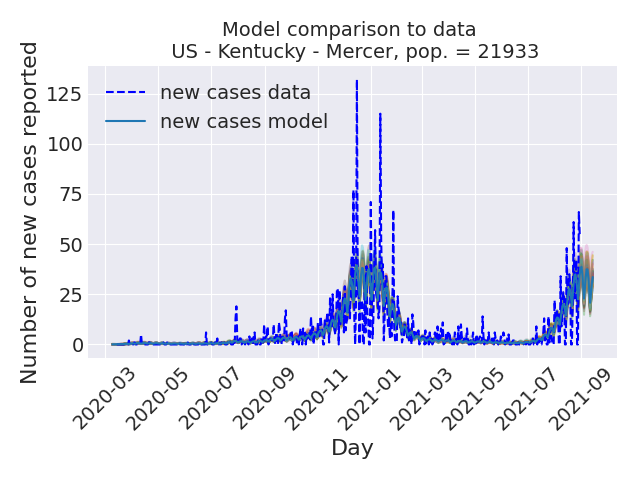 Model comparison to data
US - Kentucky - Mercer, pop. = 21933
Number of new cases reported
125
100
75
50
25
0
new cases data
new cases model
2020-03
2020-05
2020-07
2020-09
2020-11
2021-01
2021-03
2021-05
2021-07
2021-09
Day